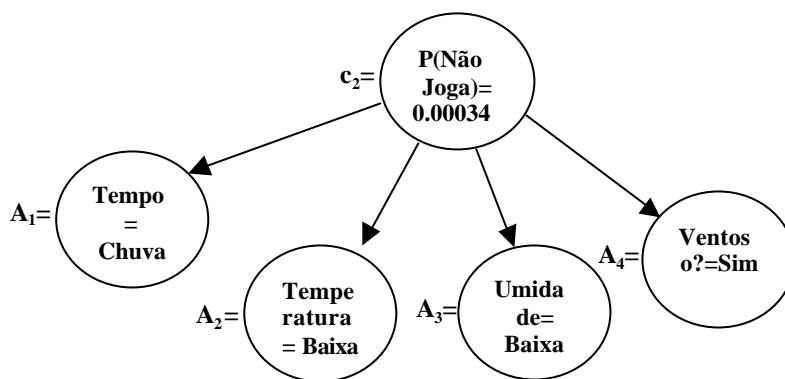 c2=
P(Não
Joga)=
0.00034
A1=
Tempo
=
Chuva
A2=
Tempe
ratura
= Baixa
A3=
Umida
de=
Baixa
A4=
Ventos
o?=Sim